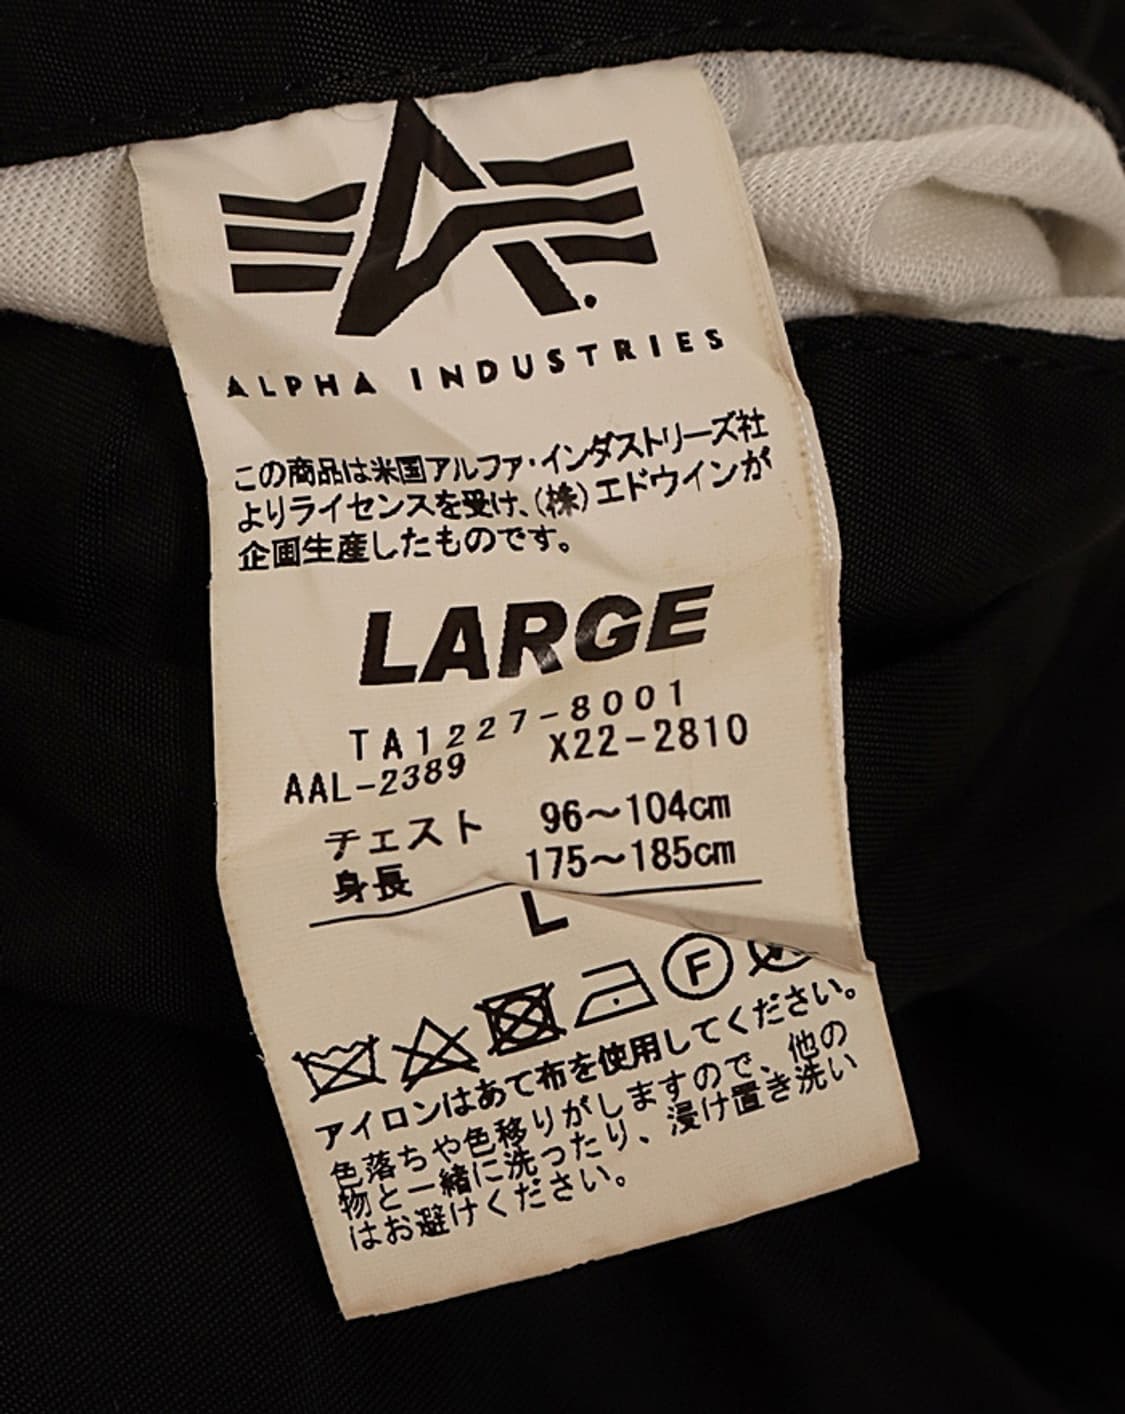 ALPHA INDUSTRIES
この商品は米国アルファ・インダストリーズ社
よりライセンスを受け、(株)エドウインが
企画生産したものです。
LARGE
TA1227-8001
AAL-2389 X22-2810
チェスト 96～104cm
身長 175～185cm
L
F
アイロンはあて布を使用してください。
色落ちや色移りがしますので、他の
物と一緒に洗ったり、浸け置き洗い
はお避けください。